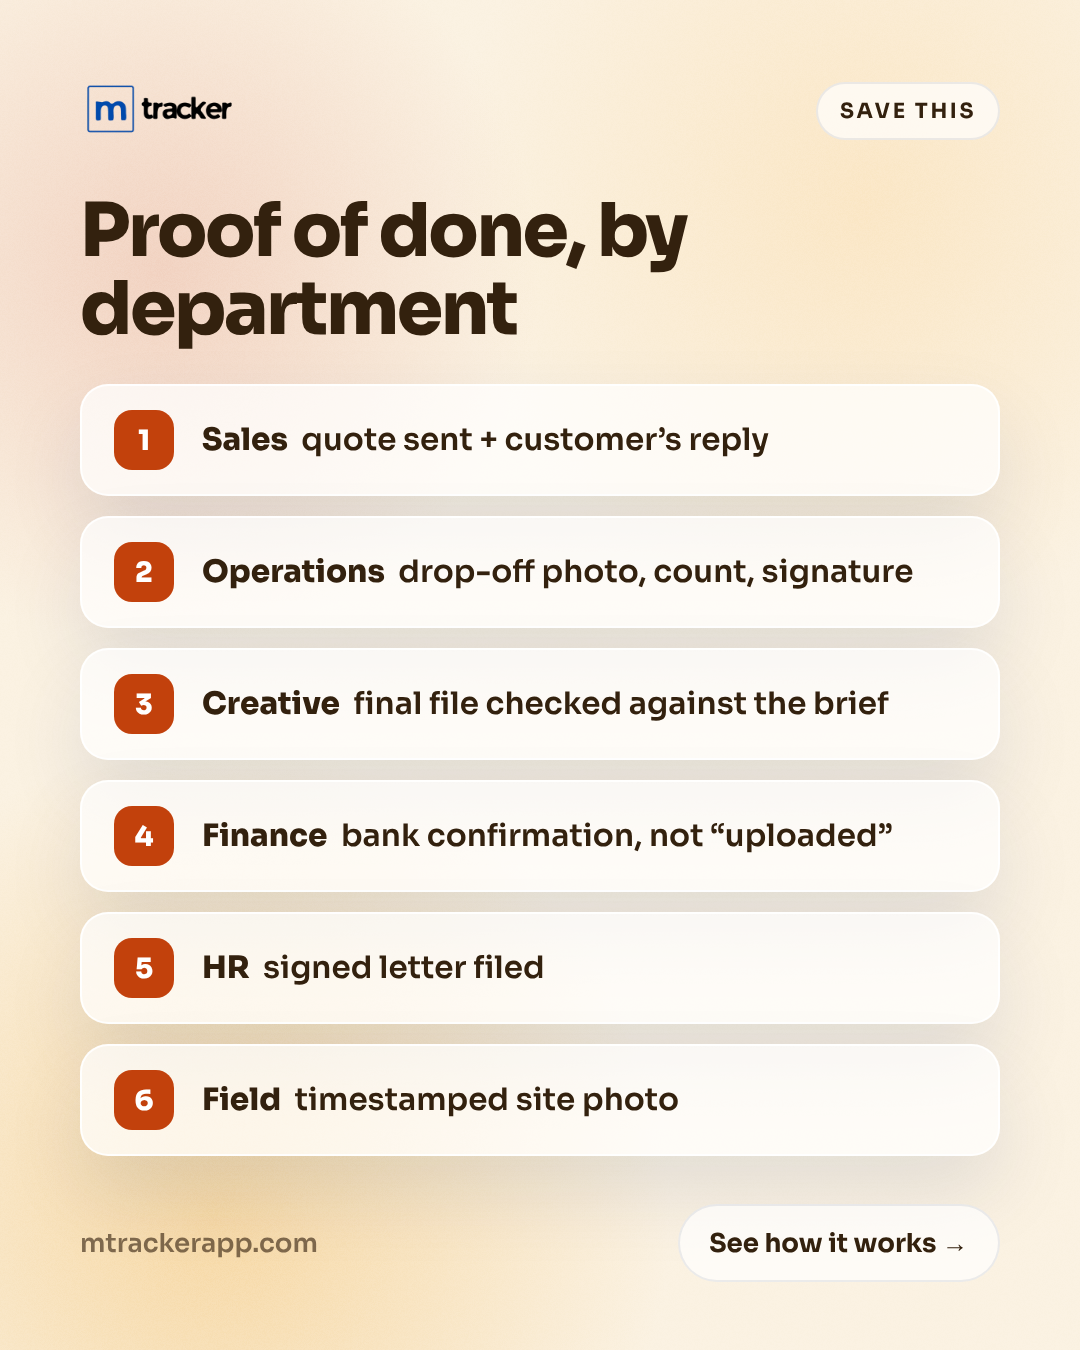 m tracker
SAVE THIS
Proof of done, by
department
1 Sales quote sent + customer’s reply
2 Operations drop-off photo, count, signature
3 Creative final file checked against the brief
4 Finance bank confirmation, not “uploaded”
5 HR signed letter filed
6 Field timestamped site photo
mtrackerapp.com
See how it works →